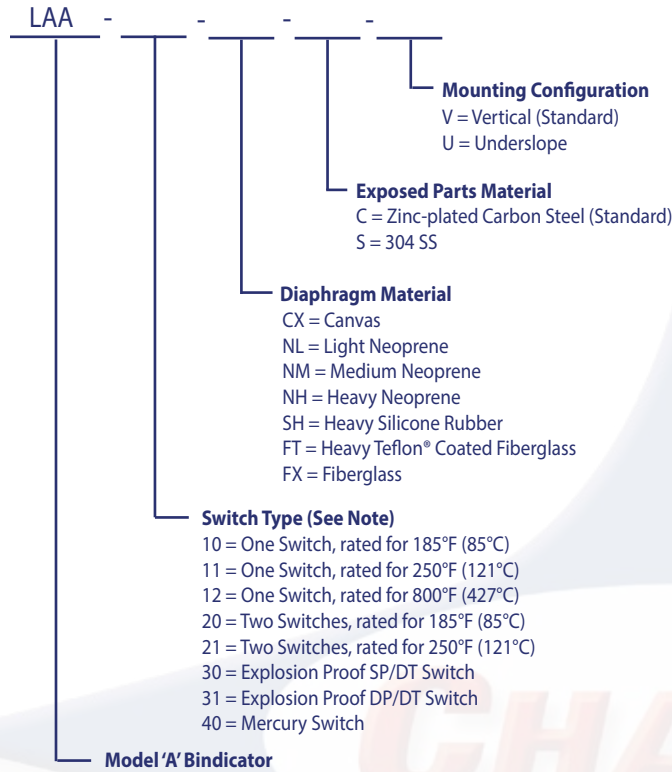 LAA - - - -
Mounting Configuration
V = Vertical (Standard)
U = Underslope
Exposed Parts Material
C = Zinc-plated Carbon Steel (Standard)
S = 304 SS
Diaphragm Material
CX = Canvas
NL = Light Neoprene
NM = Medium Neoprene
NH = Heavy Neoprene
SH = Heavy Silicone Rubber
FT = Heavy Teflon® Coated Fiberglass
FX = Fiberglass
Switch Type (See Note)
10 = One Switch, rated for 185°F (85°C)
11 = One Switch, rated for 250°F (121°C)
12 = One Switch, rated for 800°F (427°C)
20 = Two Switches, rated for 185°F (85°C)
21 = Two Switches, rated for 250°F (121°C)
30 = Explosion Proof SP/DT Switch
31 = Explosion Proof DP/DT Switch
40 = Mercury Switch
Model 'A' Bindicator